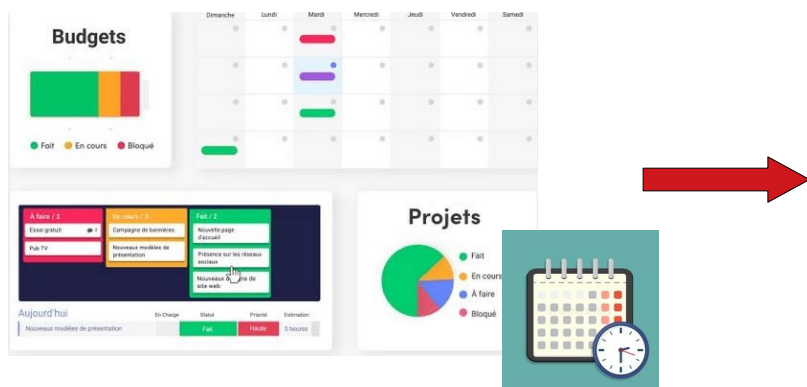 Budgets
Fait
En cours
Bloqué
Dimanche
Lundi
Mardi
Mercredi
Jeudi
Vendredi
Samedi
À faire / 2
En cours / 2
Fait / 2
Essai gratuit
Pub TV
Campagne de bannières
Nouveaux modèles de
présentation
Nouvelle page
d'accueil
Présence sur les réseaux
sociaux
Nouveaux
de
site web
Aujourd'hui
En Charge
Statut
Priorité
Estimation
Nouveaux modèles de présentation
Fait
Haute
5 heures
Projets
Fait
En cours
À faire
Bloqué